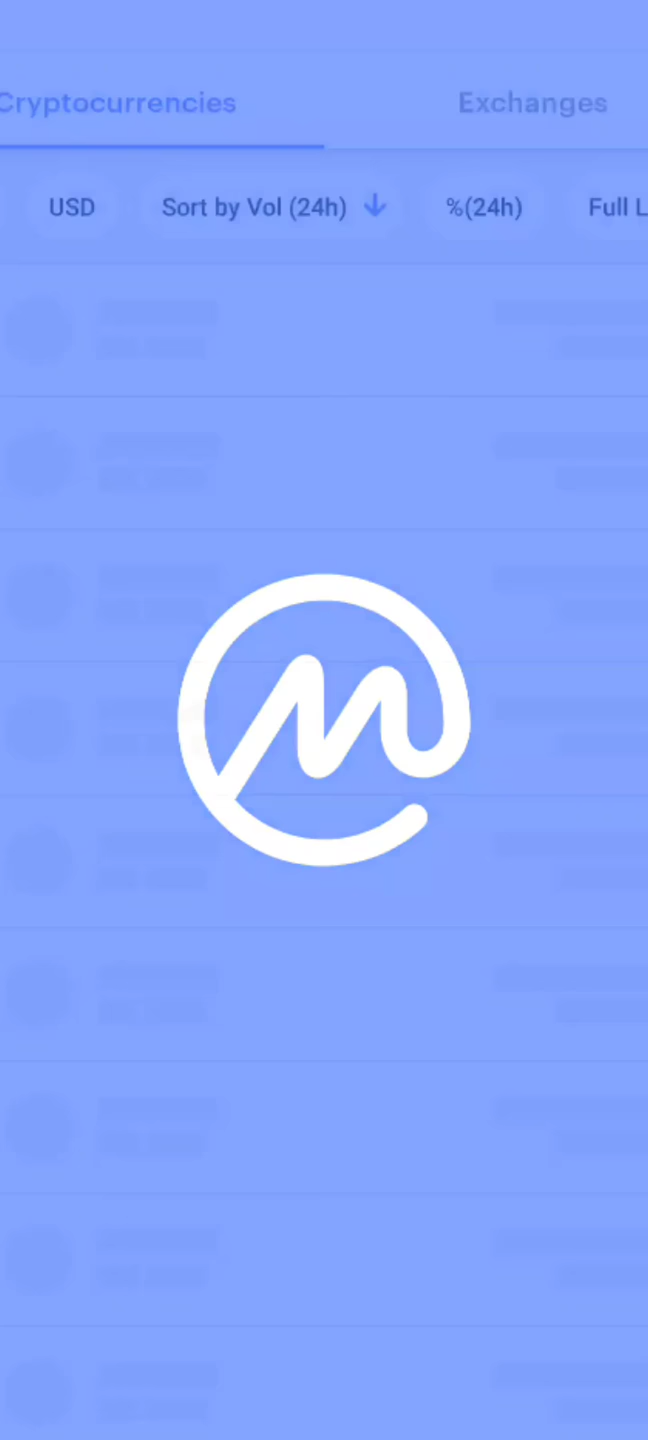 Cryptocurrencies Exchanges
USD Sort by Vol (24h) %(24h) Full L